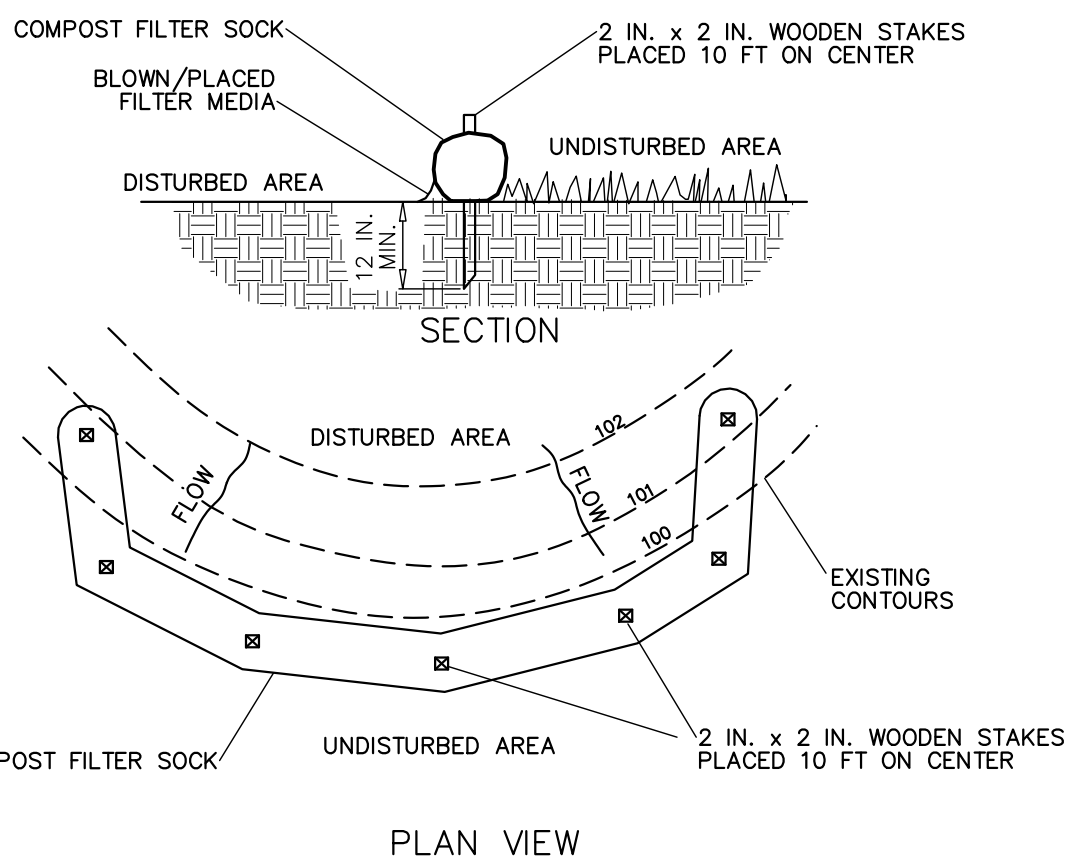 COMPOST FILTER SOCK
2 IN. x 2 IN. WOODEN STAKES
PLACED 10 FT ON CENTER
BLOWN/PLACED
FILTER MEDIA
UNDISTURBED AREA
DISTURBED AREA
12 IN.
MIN.
SECTION
DISTURBED AREA
102
FLOW
FLOW
101
100
EXISTING
CONTOURS
POST FILTER SOCK
UNDISTURBED AREA
2 IN. x 2 IN. WOODEN STAKES
PLACED 10 FT ON CENTER
PLAN VIEW